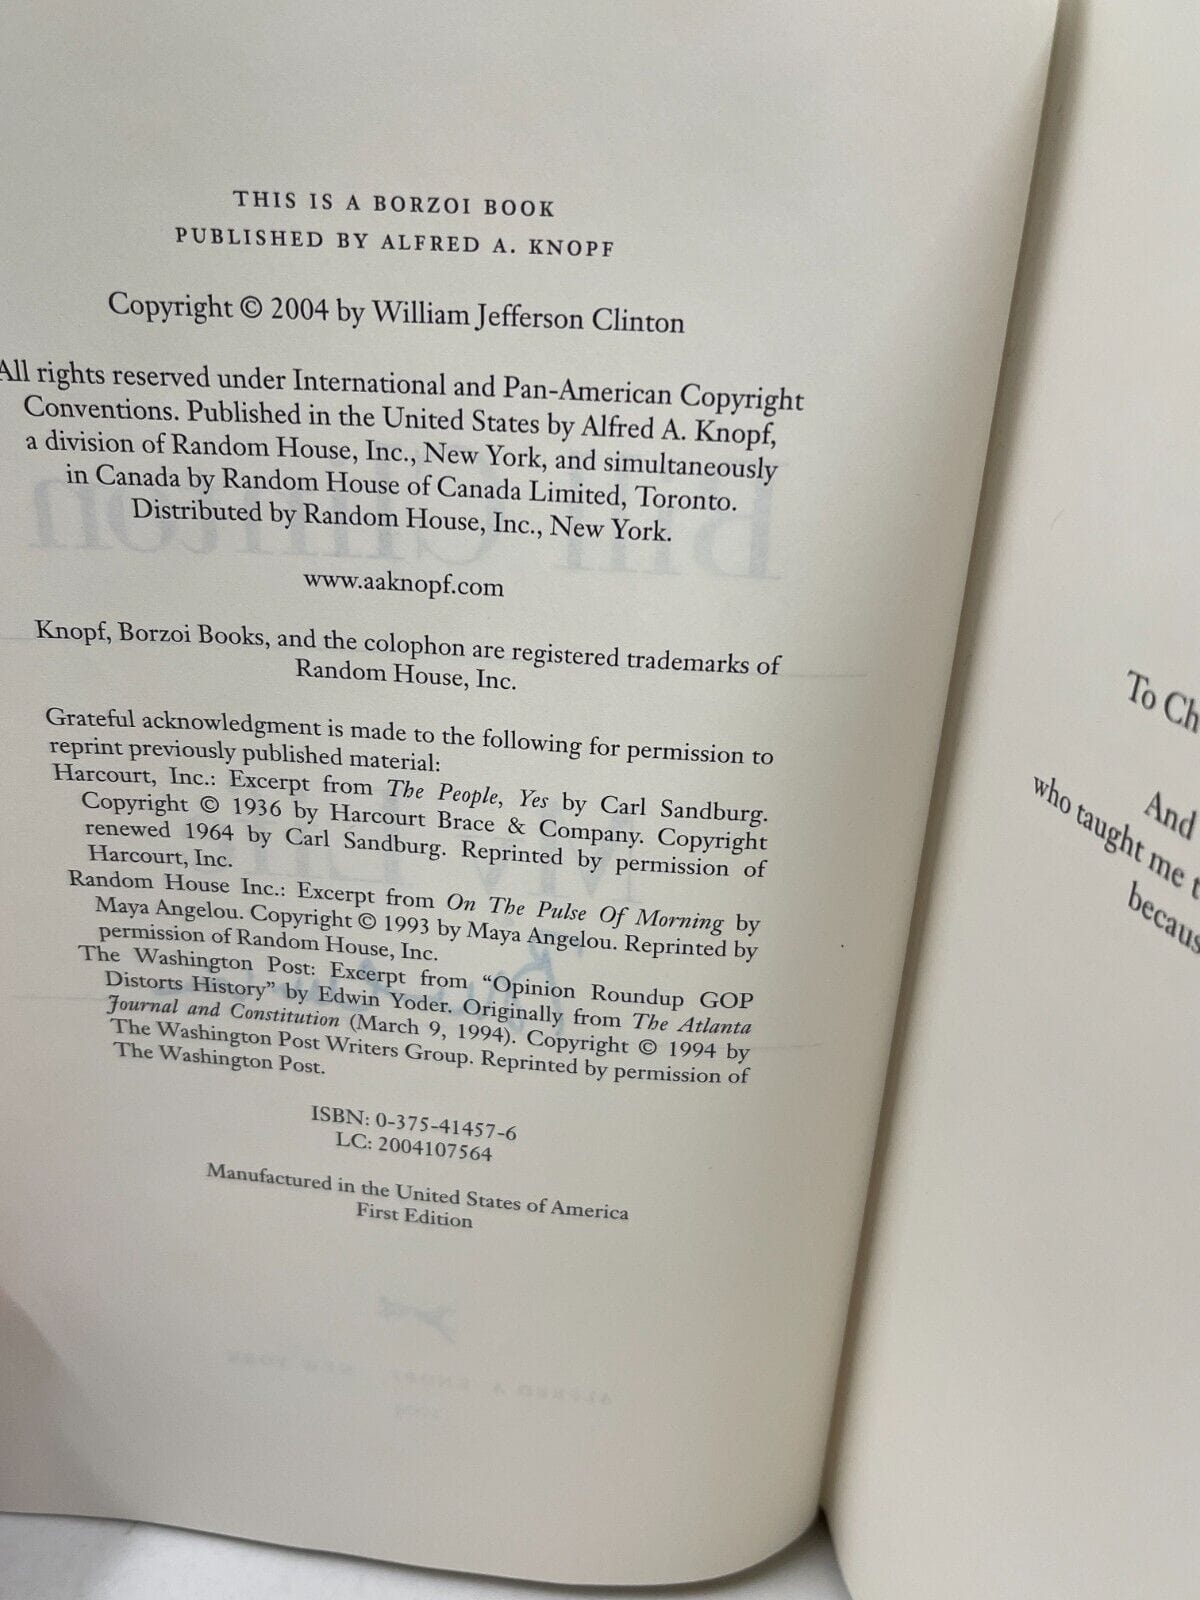 THIS IS A BORZOI BOOK
PUBLISHED BY ALFRED A. KNOPF
Copyright © 2004 by William Jefferson Clinton
All rights reserved under International and Pan-American Copyright
Conventions. Published in the United States by Alfred A. Knopf,
a division of Random House, Inc., New York, and simultaneously
in Canada by Random House of Canada Limited, Toronto.
Distributed by Random House, Inc., New York.
www.aaknopf.com
Knopf, Borzoi Books, and the colophon are registered trademarks of
Random House, Inc.
Grateful acknowledgment is made to the following for permission to
reprint previously published material:
Harcourt, Inc.: Excerpt from The People, Yes by Carl Sandburg.
Copyright © 1936 by Harcourt Brace & Company. Copyright
renewed 1964 by Carl Sandburg. Reprinted by permission of
Harcourt, Inc.
Random House Inc.: Excerpt from On The Pulse Of Morning by
Maya Angelou. Copyright © 1993 by Maya Angelou. Reprinted by
permission of Random House, Inc.
The Washington Post: Excerpt from “Opinion Roundup GOP
Distorts History” by Edwin Yoder. Originally from The Atlanta
Journal and Constitution (March 9, 1994). Copyright © 1994 by
The Washington Post Writers Group. Reprinted by permission of
The Washington Post.
ISBN: 0-375-41457-6
LC: 2004107564
Manufactured in the United States of America
First Edition
To Ch
And
who taught me t
becaus